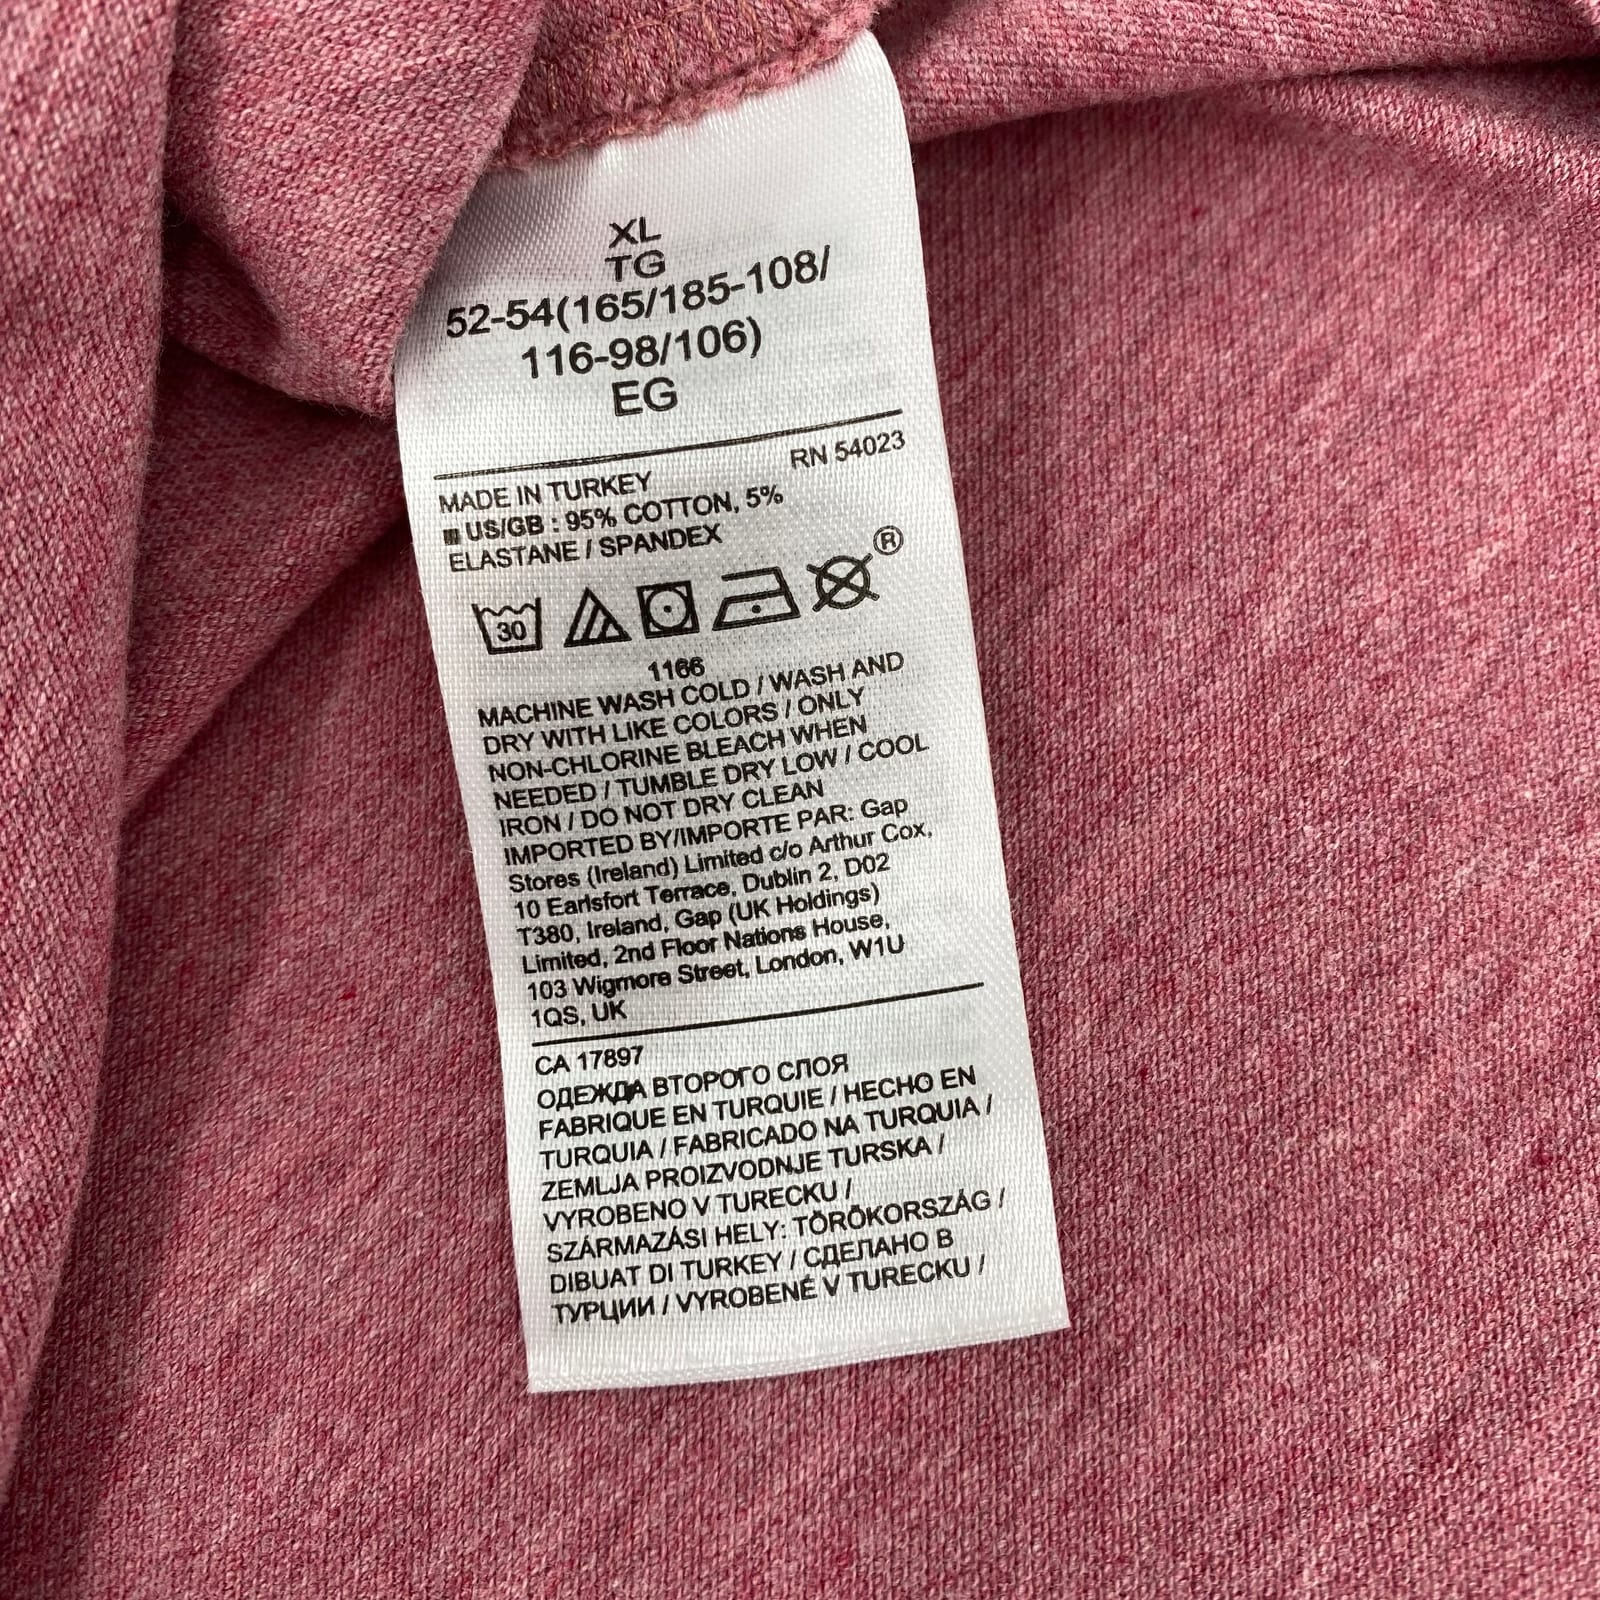 XL
TG
52-54(165/185-108/
116-98/106)
EG
RN 54023
MADE IN TURKEY
■ US/GB : 95% COTTON, 5%
ELASTANE / SPANDEX
30
®
1166
MACHINE WASH COLD / WASH AND
DRY WITH LIKE COLORS / ONLY
NON-CHLORINE BLEACH WHEN
NEEDED / TUMBLE DRY LOW / COOL
IRON / DO NOT DRY CLEAN
IMPORTED BY/IMPORTE PAR: Gap
Stores (Ireland) Limited c/o Arthur Cox,
10 Earlsfort Terrace, Dublin 2, D02
T380, Ireland, Gap (UK Holdings)
Limited, 2nd Floor Nations House,
103 Wigmore Street, London, W1U
1QS, UK
CA 17897
ОДЕЖДА ВТОРОГО СЛОЯ
FABRIQUE EN TURQUIE / HECHO EN
TURQUIA / FABRICADO NA TURQUIA /
ZEMLJA PROIZVODNJE TURSKA /
VYROBENO V TURECKU /
SZÁRMAZÁSI HELY: TÖRÖKORSZÁG /
DIBUAT DI TURKEY / СДЕЛАНО В
ТУРЦИИ / VYROBENÉ V TURECKU /